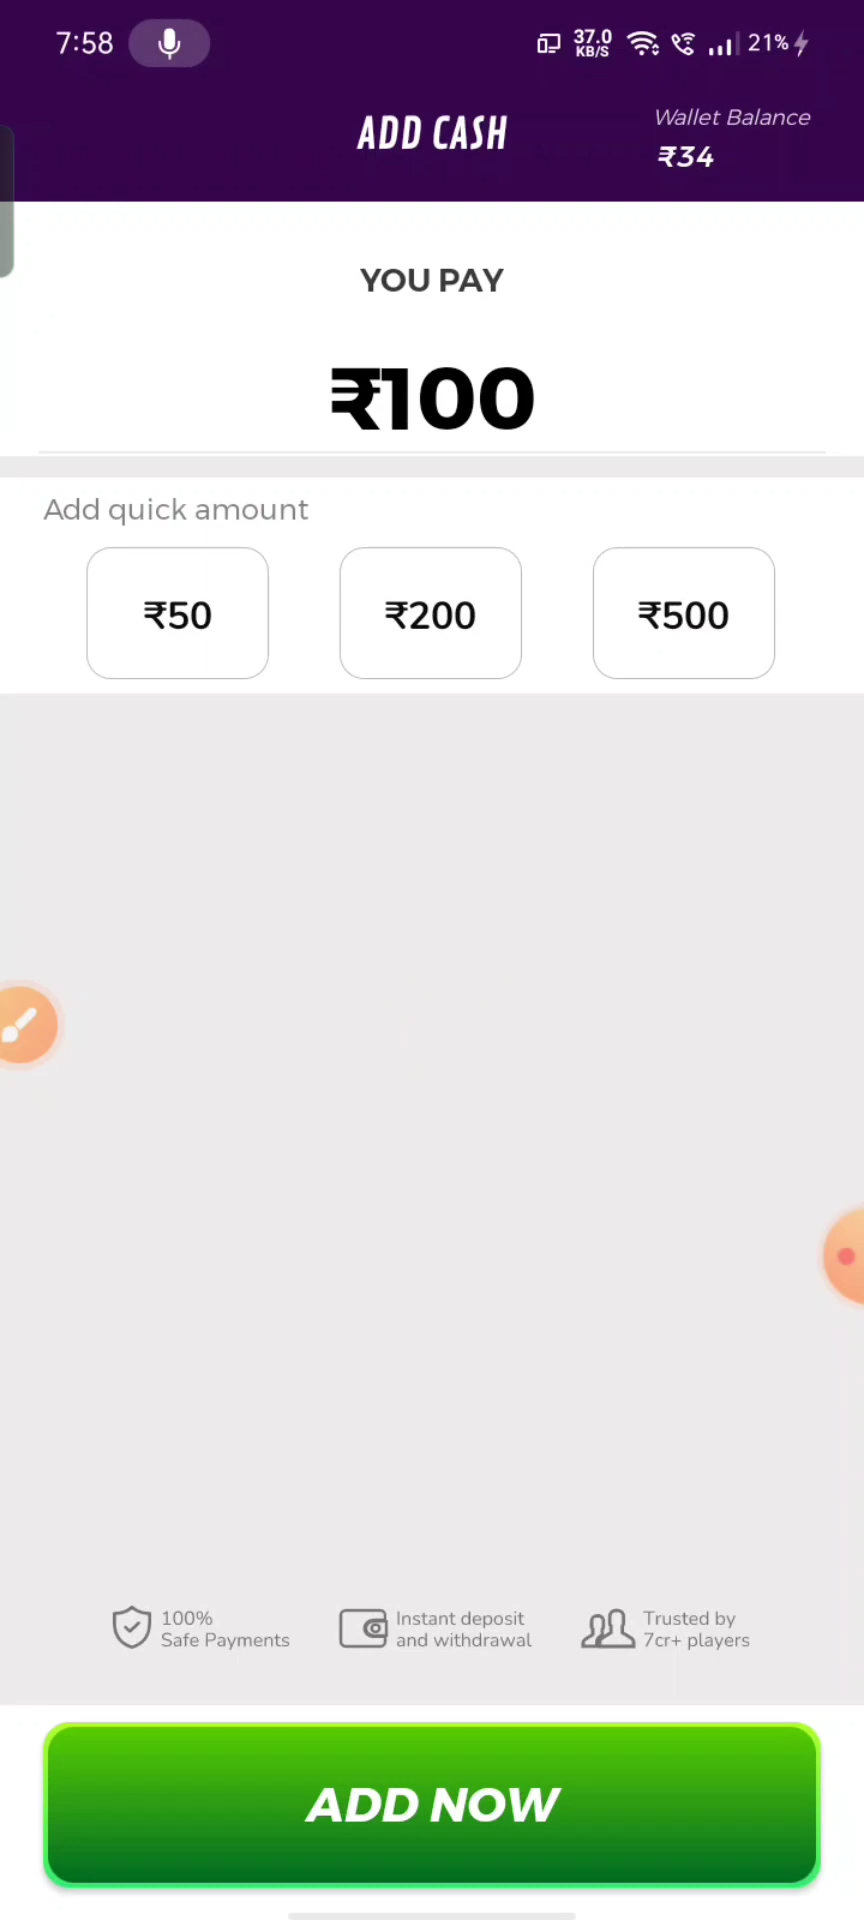 7:58
37.0
KB/S
21%
ADD CASH
Wallet Balance
₹34
YOU PAY
₹100
Add quick amount
₹50
₹200
₹500
100%
Safe Payments
Instant deposit
and withdrawal
Trusted by
7cr+ players
ADD NOW